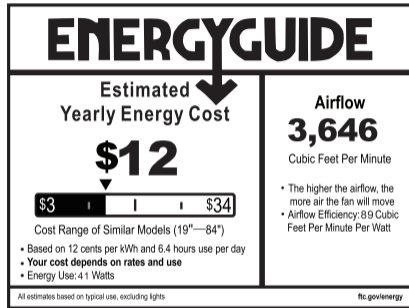 ENERGYGUIDE
Estimated
Yearly Energy Cost
$12
$3
$34
Cost Range of Similar Models (19"—84")
• Based on 12 cents per kWh and 6.4 hours use per day
• Your cost depends on rates and use
• Energy Use: 41 Watts
Airflow
3,646
Cubic Feet Per Minute
• The higher the airflow, the
more air the fan will move
• Airflow Efficiency: 89 Cubic
Feet Per Minute Per Watt
All estimates based on typical use, excluding lights
ftc.gov/energy